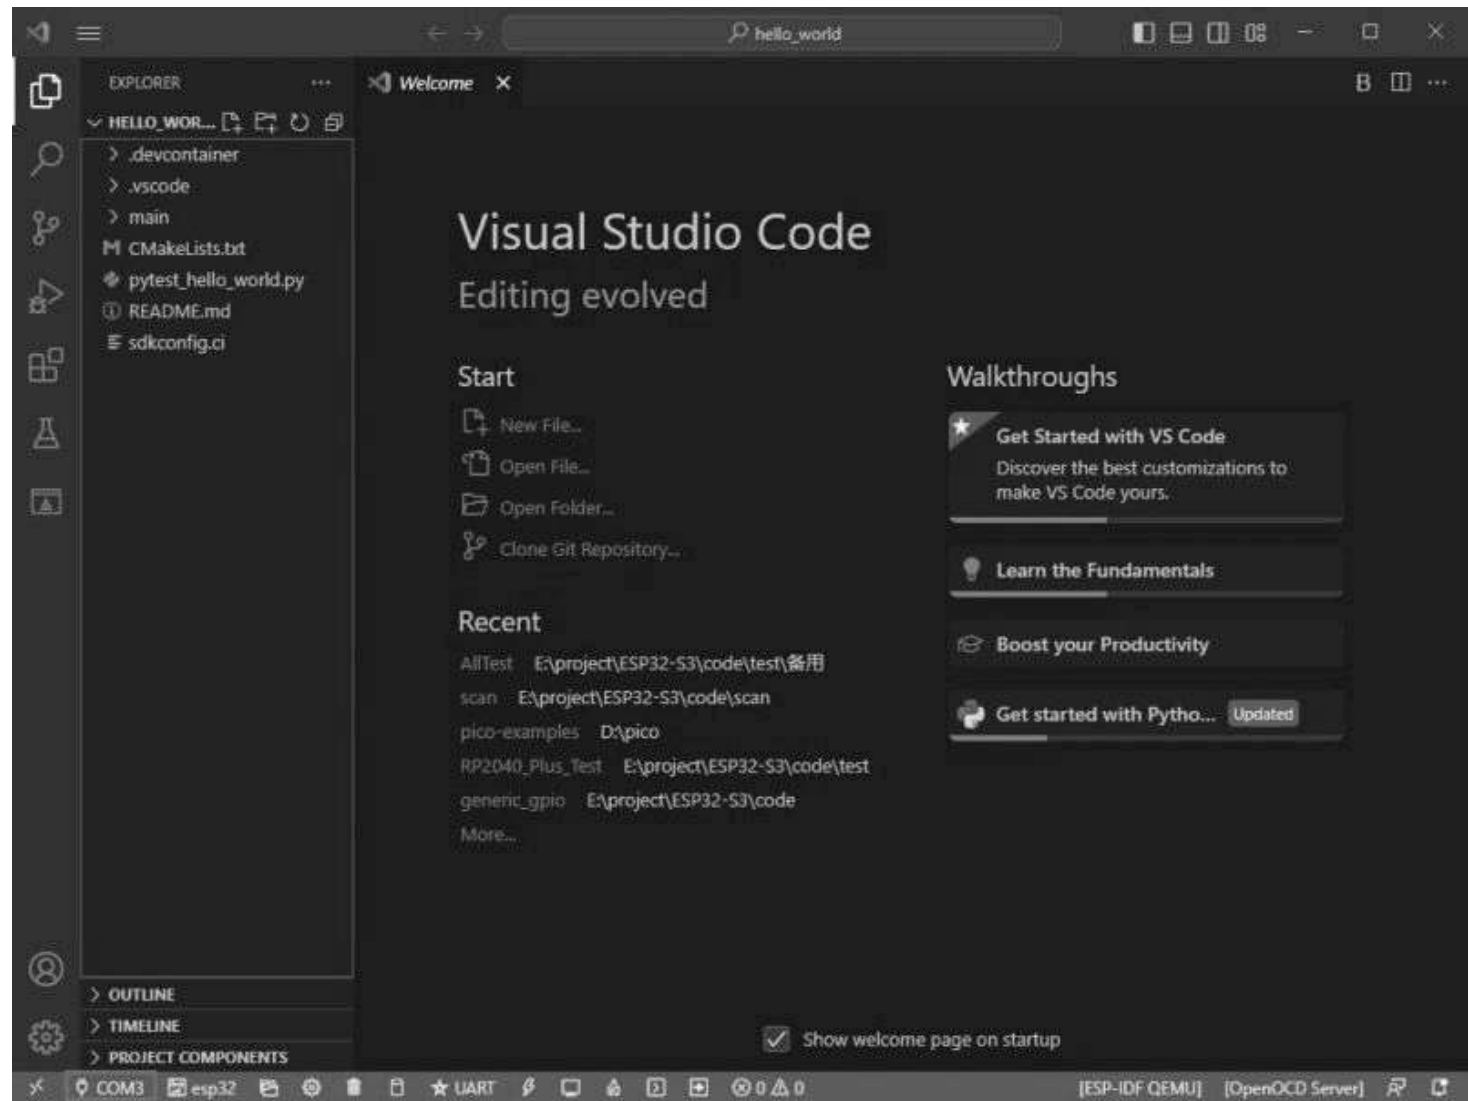 hello_world
EXPLORER
Welcome
HELLO_WOR...
.devcontainer
.vscode
main
CMakeLists.txt
pytest_hello_world.py
README.md
sdkconfig.ci
Visual Studio Code
Editing evolved
Start
New File...
Open File...
Open Folder...
Clone Git Repository...
Recent
AllTest E:\project\ESP32-S3\code\test\备用
scan E:\project\ESP32-S3\code\scan
pico-examples D:\pico
RP2040_Plus_Test E:\project\ESP32-S3\code\test
generic_gpio E:\project\ESP32-S3\code
More...
Walkthroughs
Get Started with VS Code
Discover the best customizations to
make VS Code yours.
Learn the Fundamentals
Boost your Productivity
Get started with Pytho... Updated
OUTLINE
TIMELINE
PROJECT COMPONENTS
Show welcome page on startup
COM3 esp32 UART 0 0 [ESP-IDF QEMU] [OpenOCD Server]